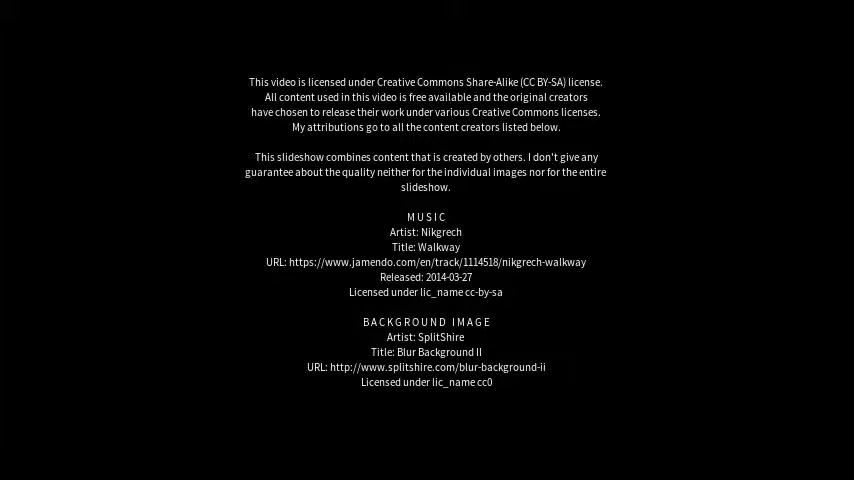 This video is licensed under Creative Commons Share-Alike (CC BY-SA) license.
All content used in this video is free available and the original creators
have chosen to release their work under various Creative Commons licenses.
My attributions go to all the content creators listed below.
This slideshow combines content that is created by others. I don't give any
guarantee about the quality neither for the individual images nor for the entire
slideshow.
M U S I C
Artist: Nikgrech
Title: Walkway
URL: https://www.jamendo.com/en/track/1114518/nikgrech-walkway
Released: 2014-03-27
Licensed under lic_name cc-by-sa
B A C K G R O U N D   I M A G E
Artist: SplitShire
Title: Blur Background II
URL: http://www.splitshire.com/blur-background-ii
Licensed under lic_name cc0